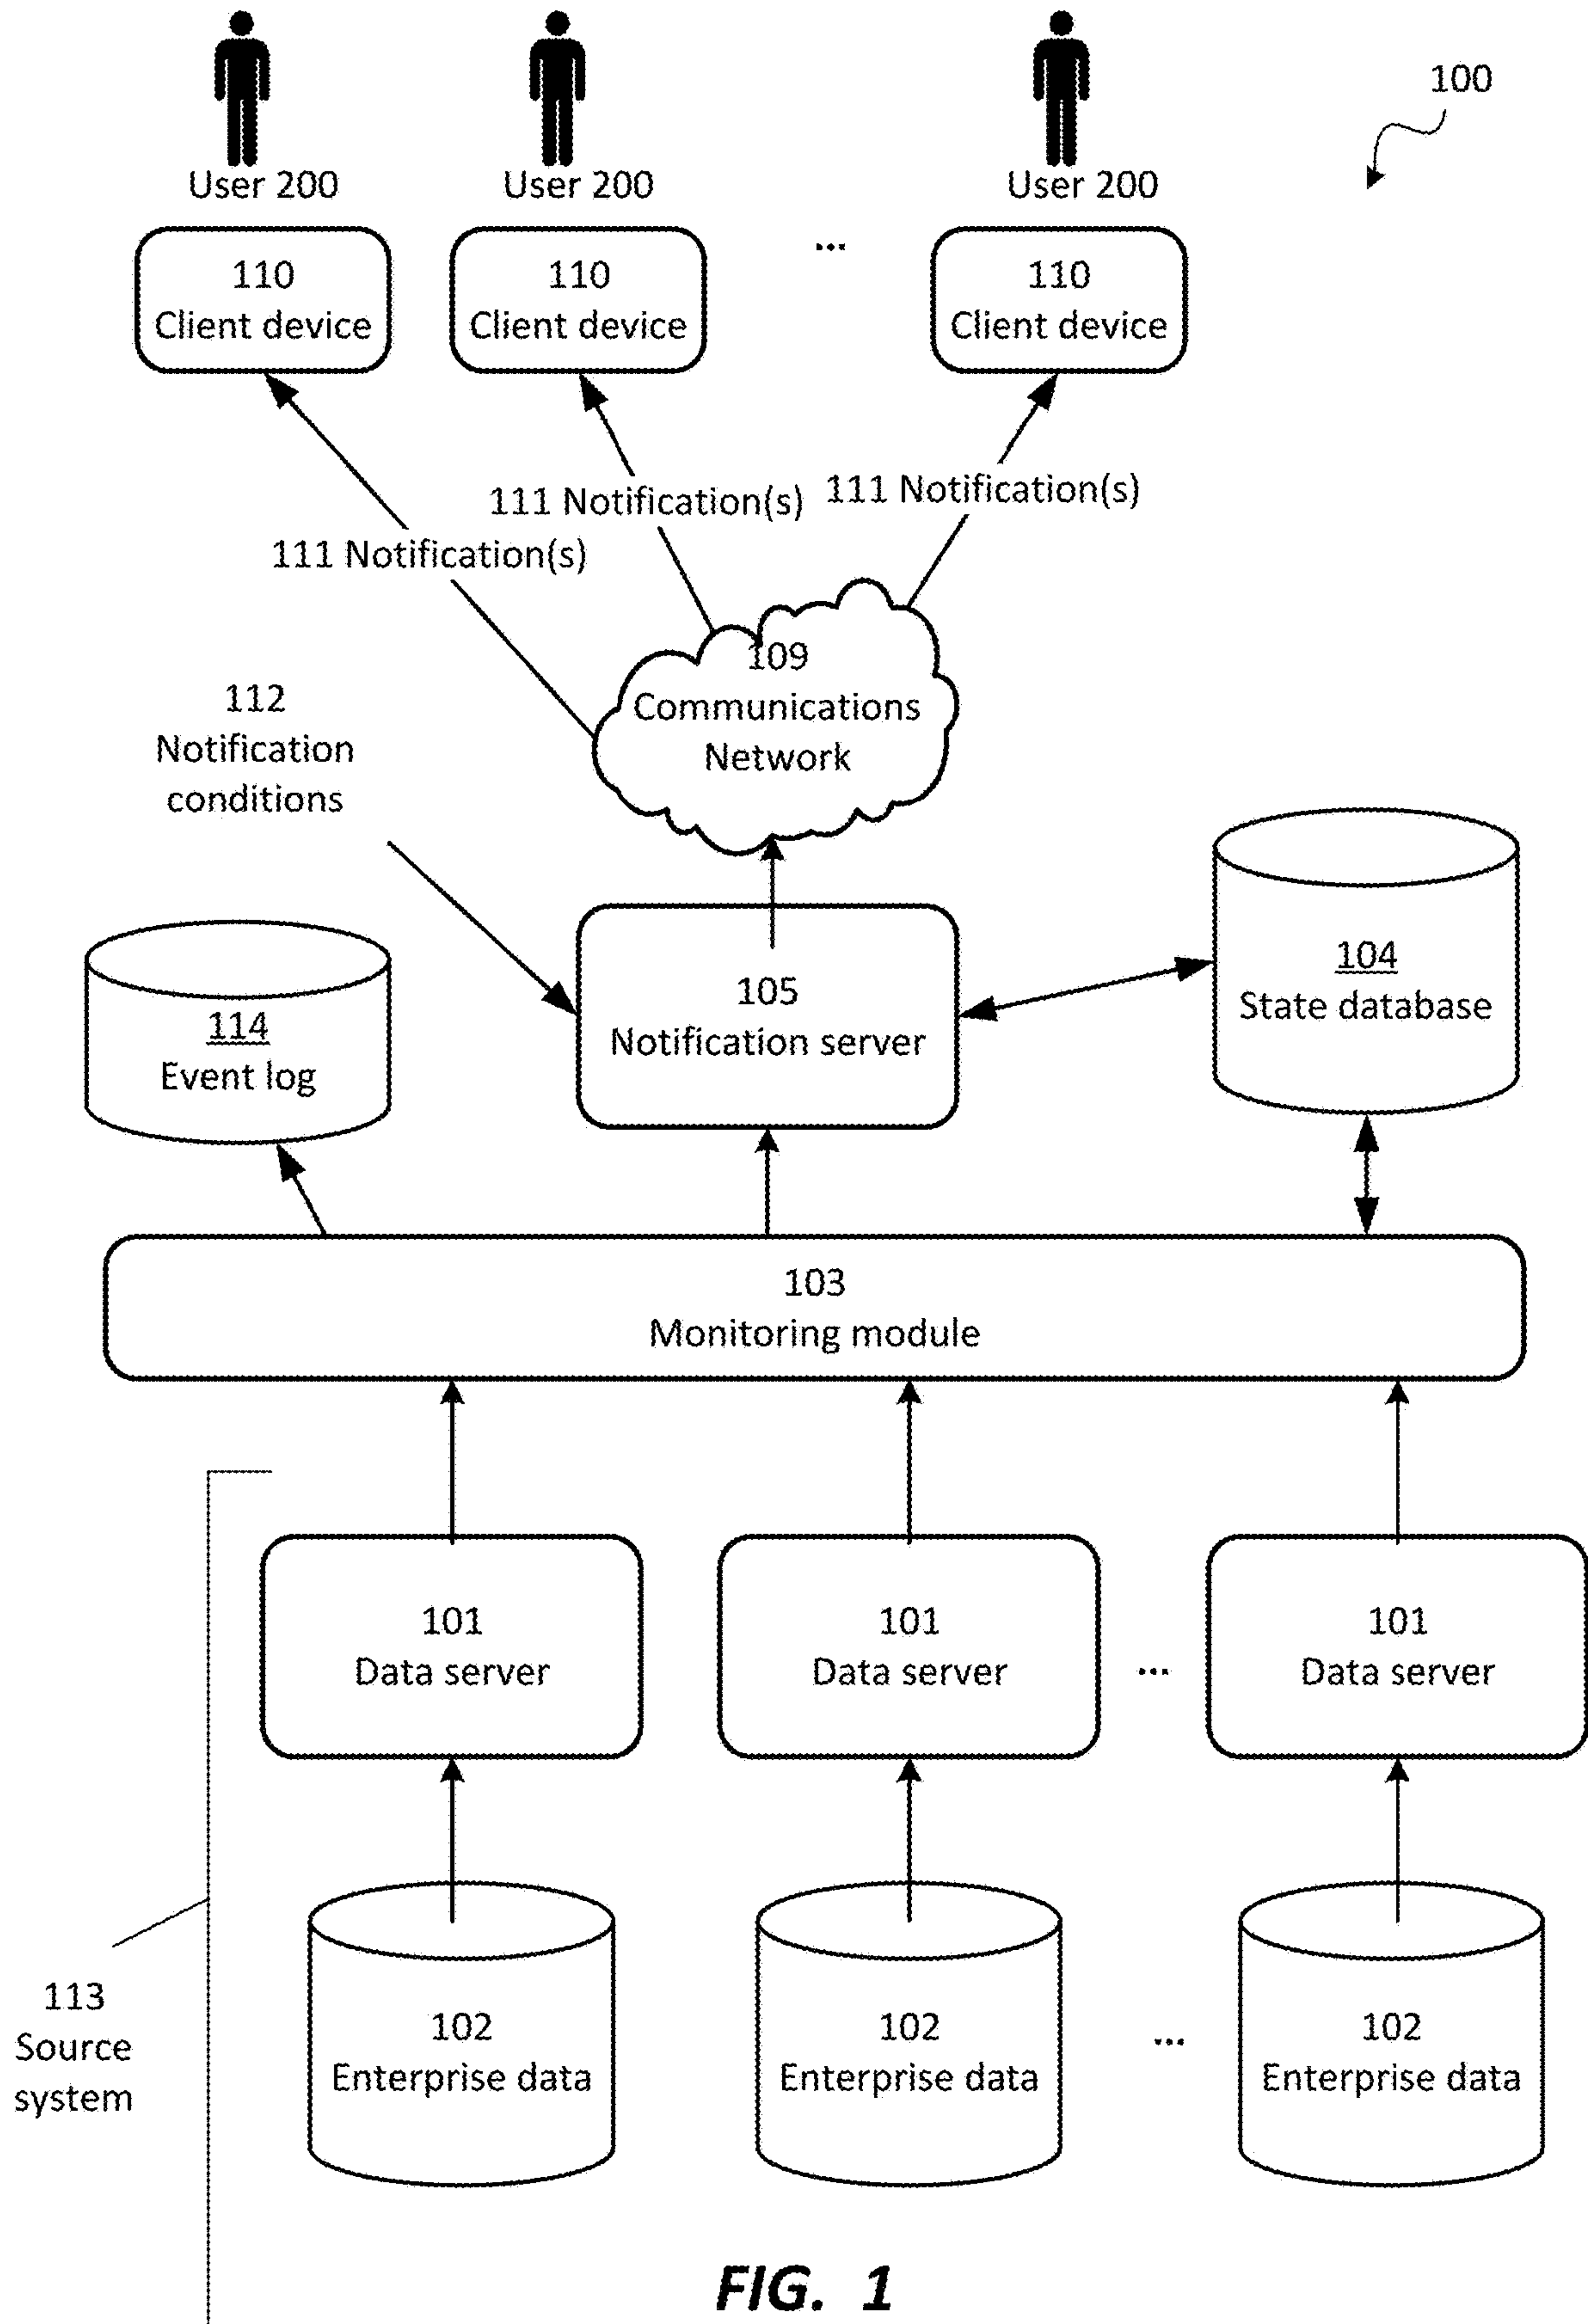 100
User 200
User 200
User 200
110
Client device
110
Client device
...
110
Client device
111 Notification(s)
111 Notification(s)
111 Notification(s)
109
Communications
Network
112
Notification
conditions
104
State database
105
Notification server
114
Event log
103
Monitoring module
101
Data server
101
Data server
...
101
Data server
113
Source
system
102
Enterprise data
102
Enterprise data
...
102
Enterprise data
FIG. 1